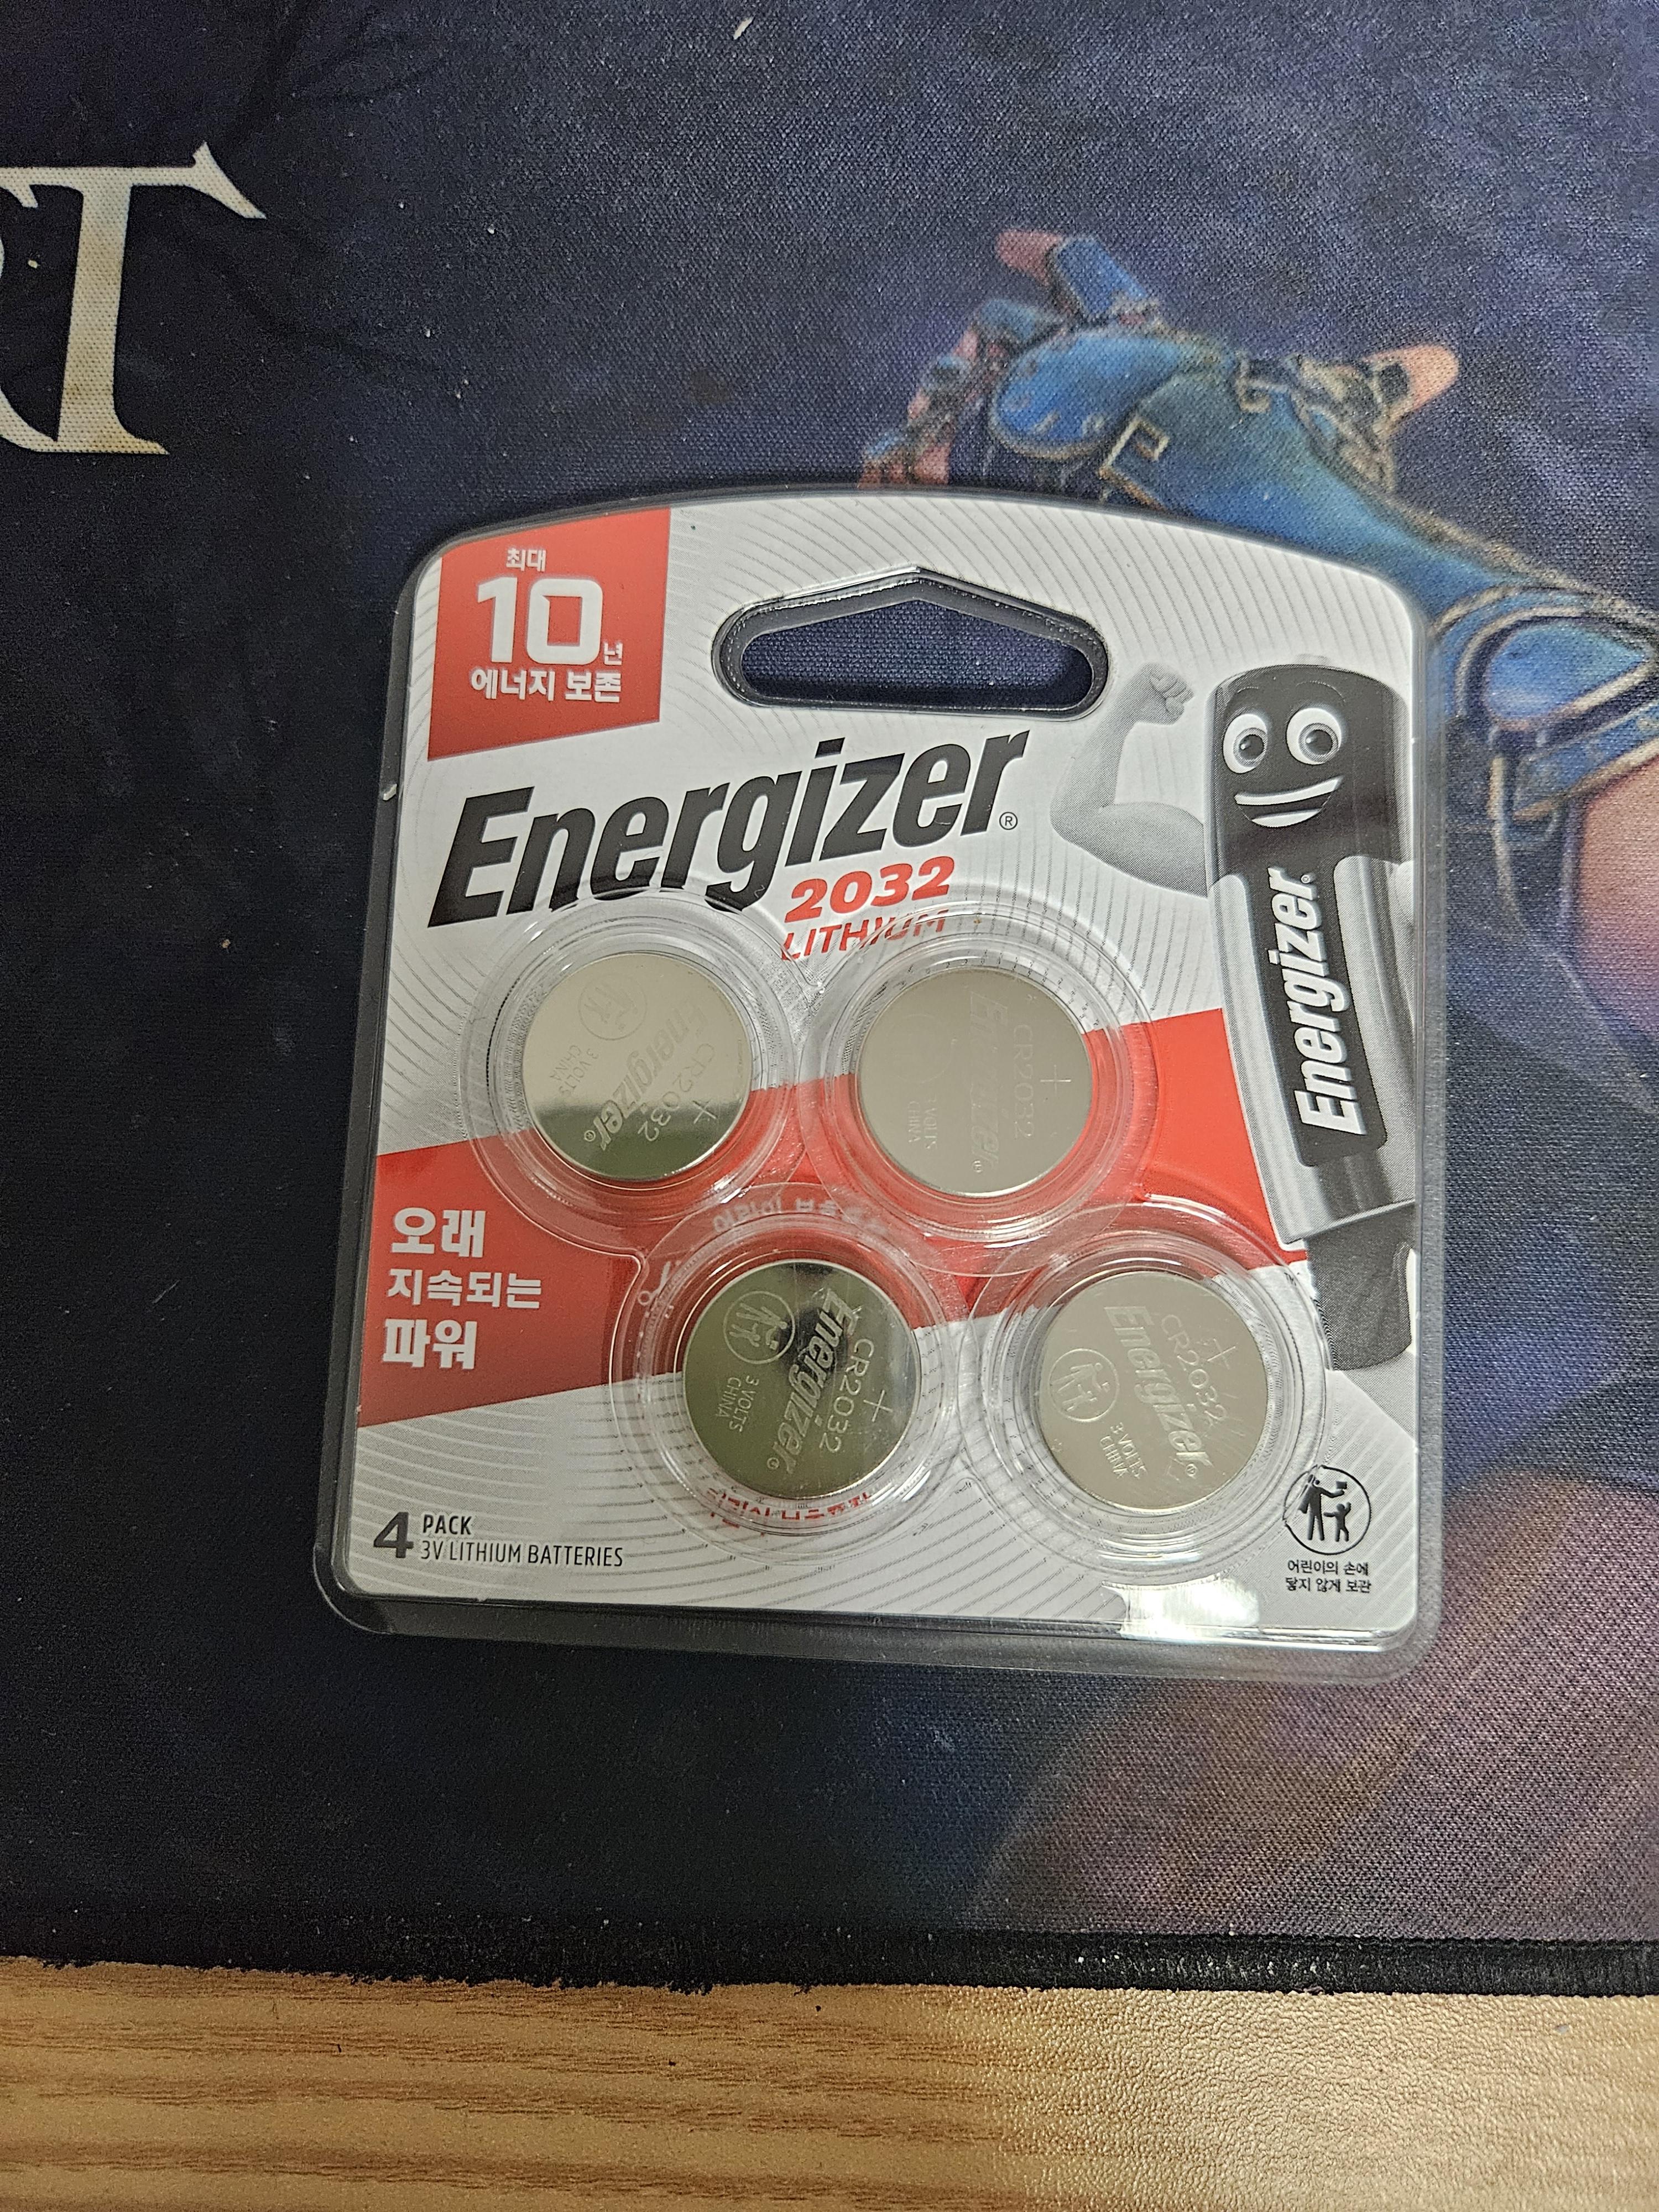 최대
10년
에너지 보존
Energizer®
2032
LITHIUM
Energizer®
CR2032
Energizer®
3 VOLTS
CHINA
+
CR2032
Energizer®
3 VOLTS
CHINA
+
오래
지속되는
파워
CR2032
Energizer®
3 VOLTS
CHINA
+
CR2032
Energizer®
3 VOLTS
CHINA
+
4 PACK
3V LITHIUM BATTERIES
어린이의 손에
닿지 않게 보관